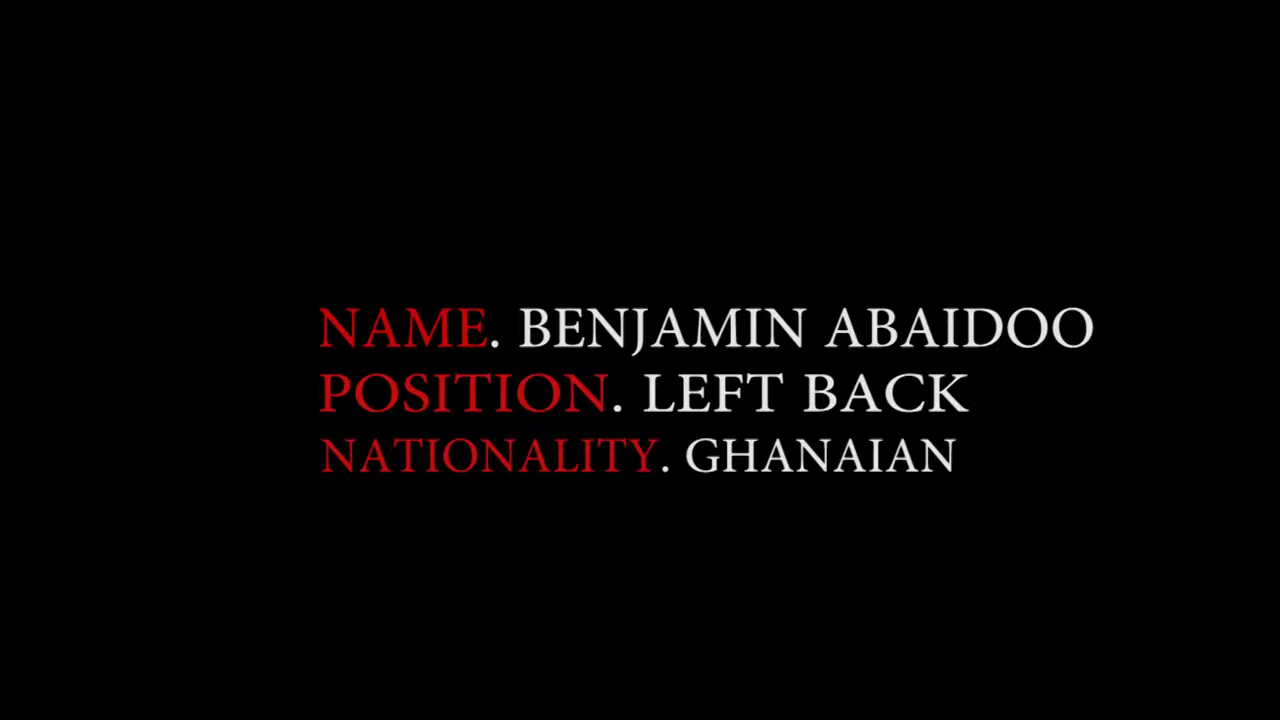 NAME. BENJAMIN ABAIDOO
POSITION. LEFT BACK
NATIONALITY. GHANAIAN